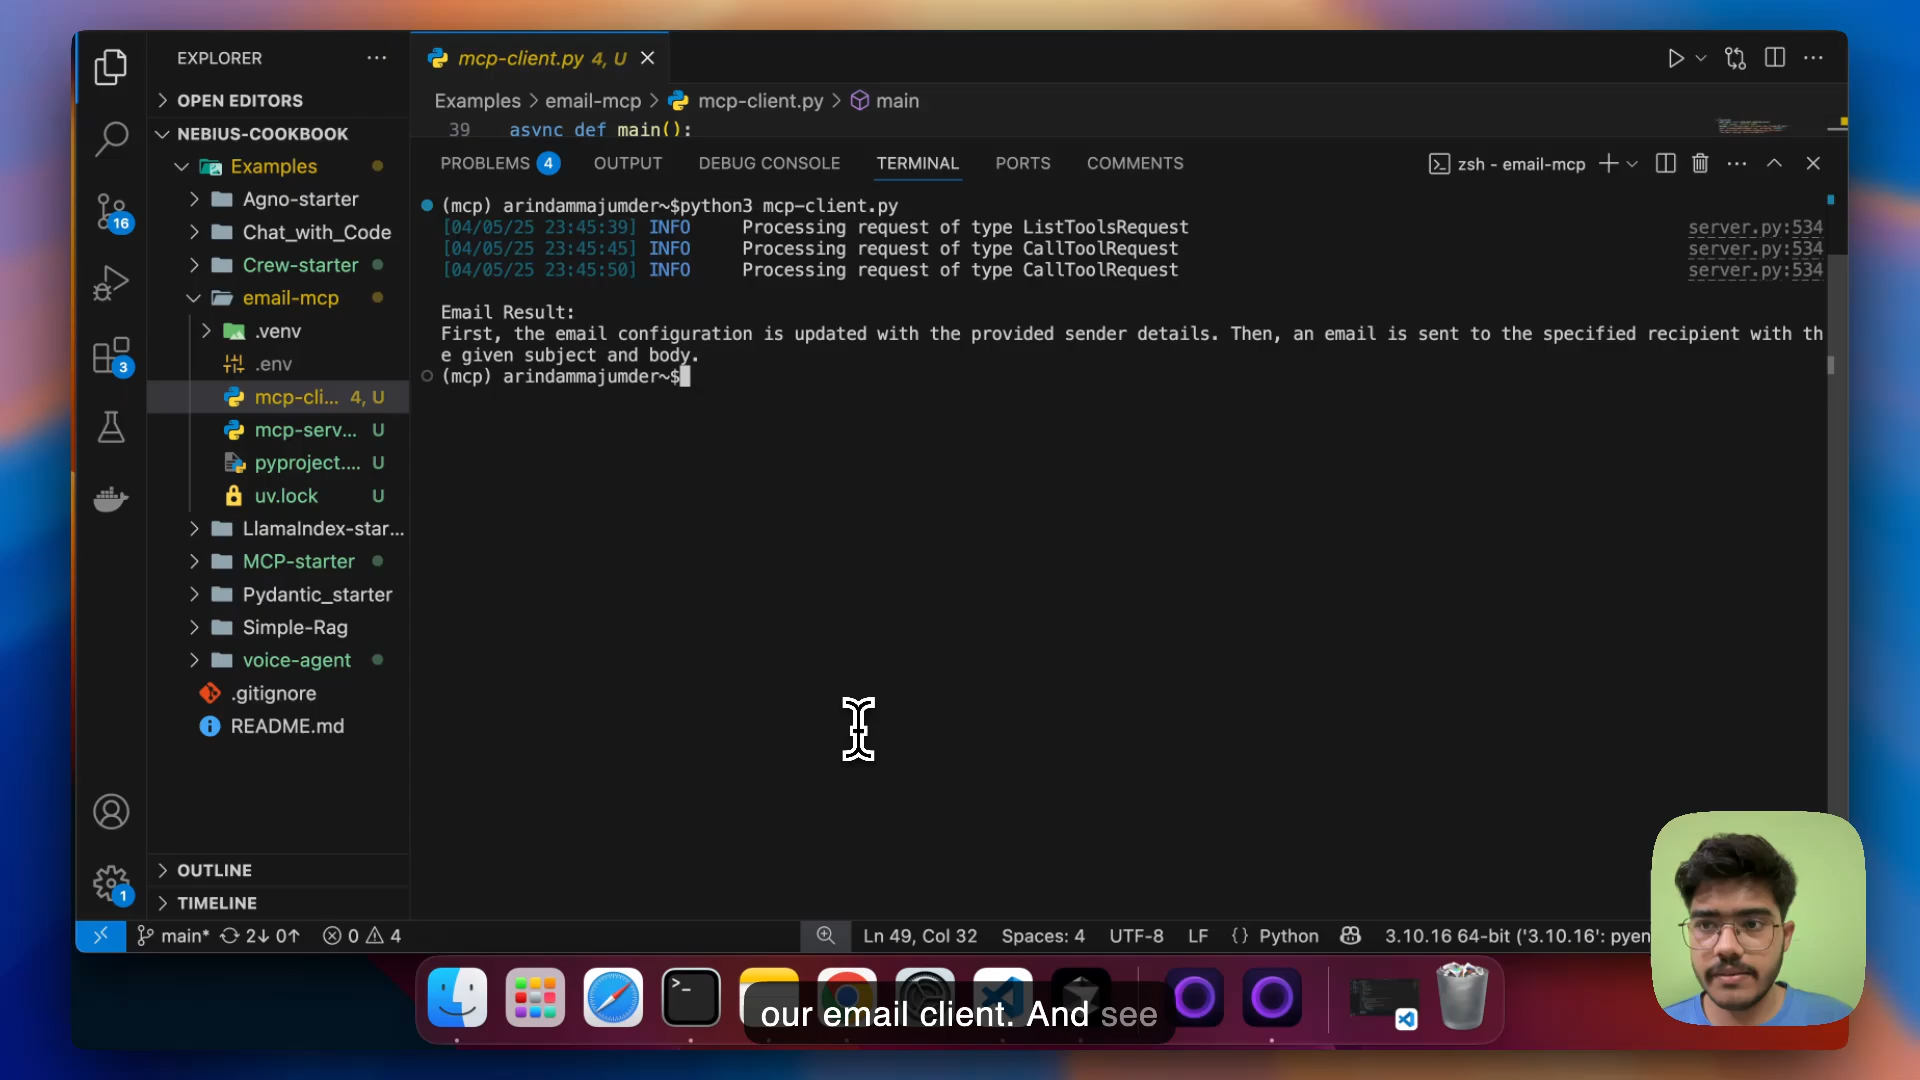 EXPLORER
OPEN EDITORS
NEBIUS-COOKBOOK
Examples
Agno-starter
Chat_with_Code
Crew-starter
email-mcp
.venv
.env
mcp-cli... 4, U
mcp-serv... U
pyproject.... U
uv.lock U
LlamaIndex-star...
MCP-starter
Pydantic_starter
Simple-Rag
voice-agent
.gitignore
README.md
OUTLINE
TIMELINE
16
3
1
mcp-client.py 4, U
Examples > email-mcp > mcp-client.py > main
39 async def main():
PROBLEMS 4 OUTPUT DEBUG CONSOLE TERMINAL PORTS COMMENTS
zsh - email-mcp
(mcp) arindammajumder~$python3 mcp-client.py
[04/05/25 23:45:39] INFO Processing request of type ListToolsRequest server.py:534
[04/05/25 23:45:45] INFO Processing request of type CallToolRequest server.py:534
[04/05/25 23:45:50] INFO Processing request of type CallToolRequest server.py:534
Email Result:
First, the email configuration is updated with the provided sender details. Then, an email is sent to the specified recipient with th
e given subject and body.
(mcp) arindammajumder~$
main* 2↓ 0↑ 0 4 Ln 49, Col 32 Spaces: 4 UTF-8 LF {} Python 3.10.16 64-bit ('3.10.16': pyen
our email client. And see